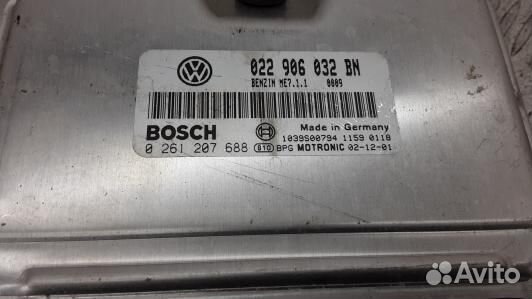 022 906 032 BN
BENZIN ME7.1.1 0009
BOSCH
Made in Germany
1039S00794 1159 0118
0 261 207 688 810 BPG MOTRONIC 02-12-01
Avito